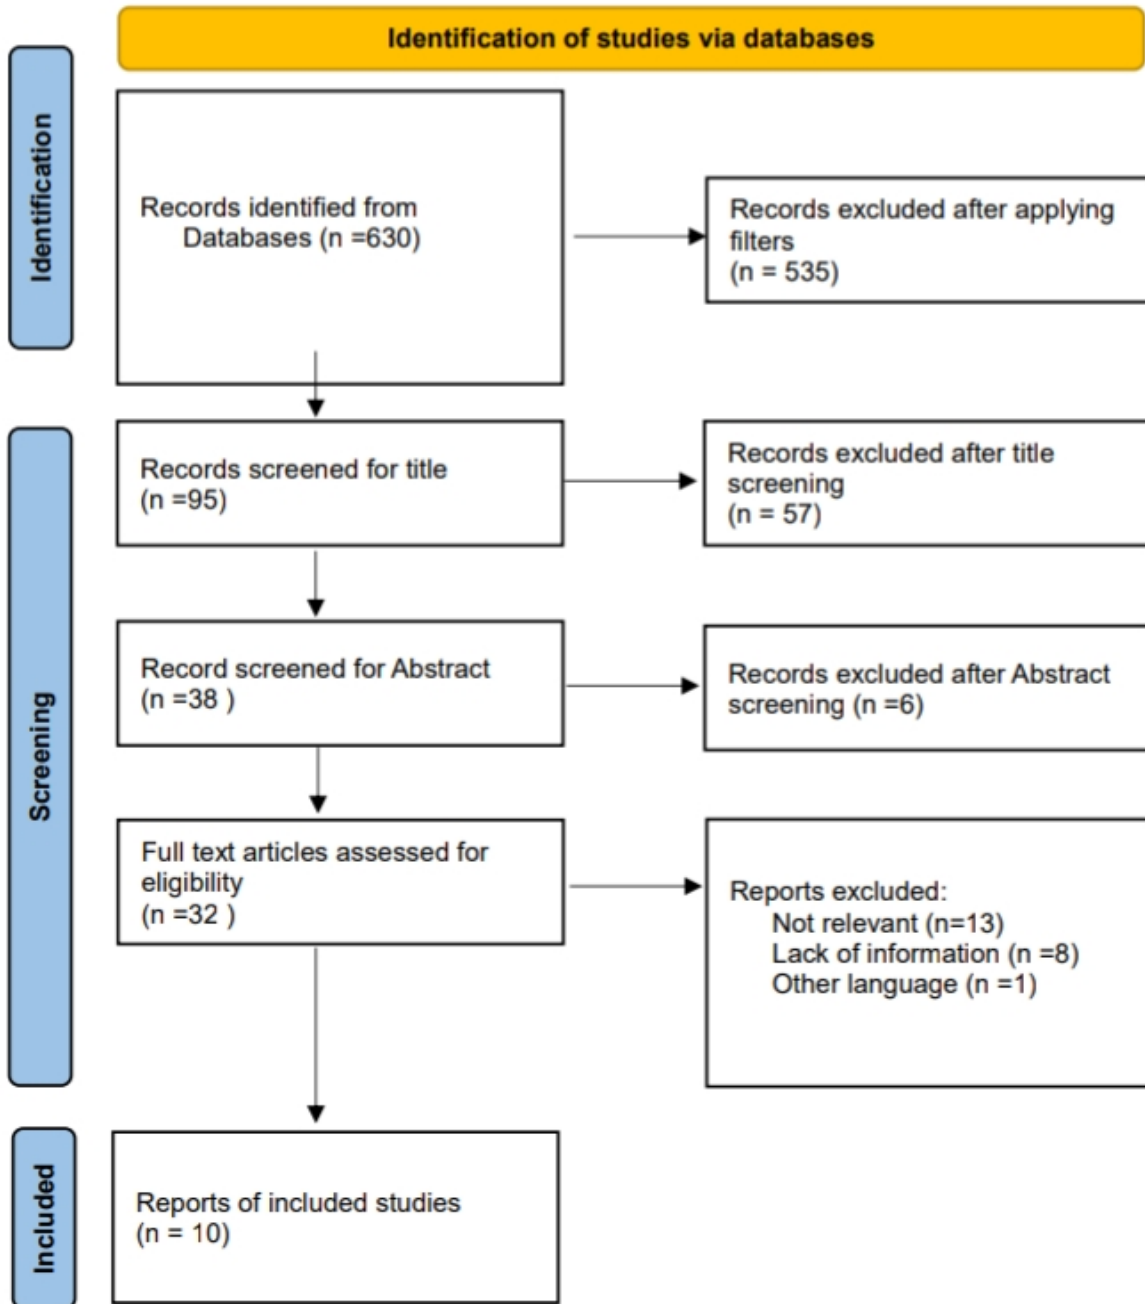 Identification of studies via databases
Identification
Records identified from
Databases (n =630)
Records excluded after applying
filters
(n = 535)
Screening
Records screened for title
(n =95)
Records excluded after title
screening
(n = 57)
Record screened for Abstract
(n =38 )
Records excluded after Abstract
screening (n =6)
Full text articles assessed for
eligibility
(n =32 )
Reports excluded:
Not relevant (n=13)
Lack of information (n =8)
Other language (n =1)
Included
Reports of included studies
(n = 10)